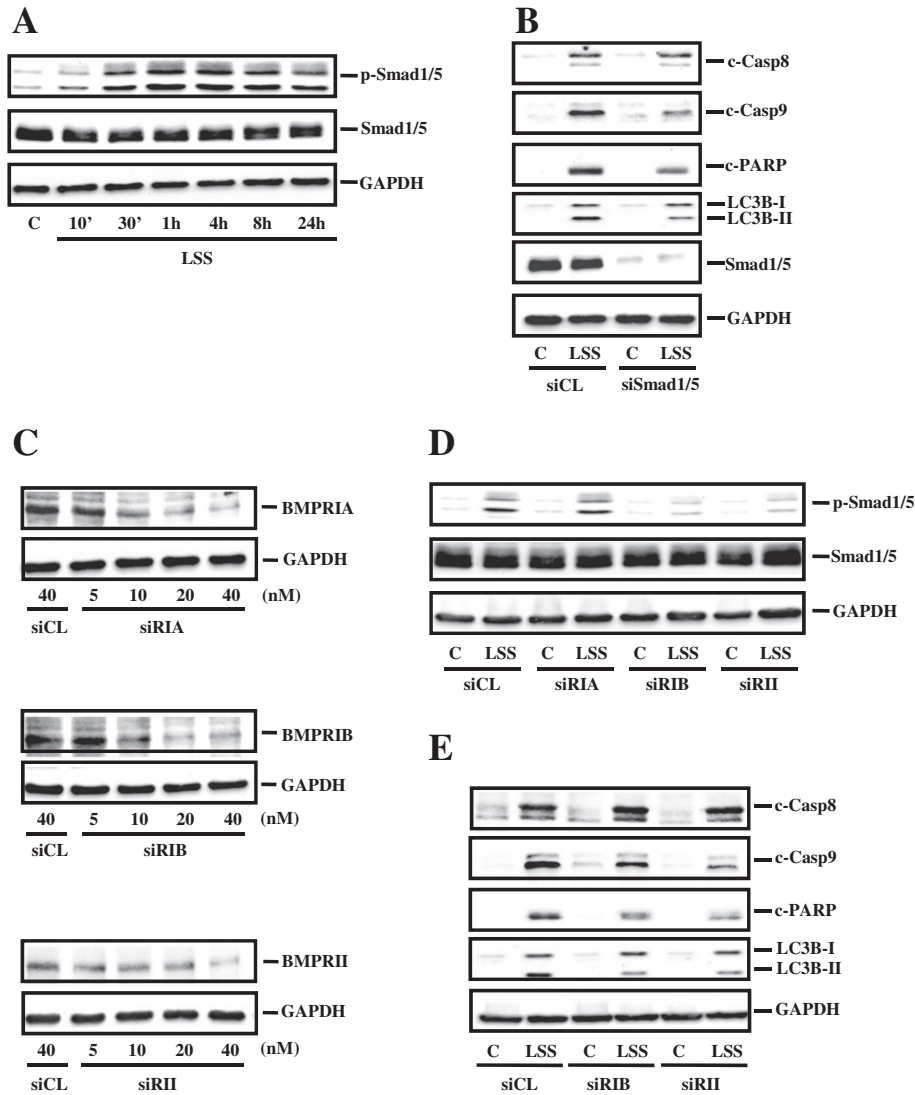 A
p-Smad1/5
Smad1/5
GAPDH
C 10’ 30’ 1h 4h 8h 24h
LSS
B
c-Casp8
c-Casp9
c-PARP
LC3B-I
LC3B-II
Smad1/5
GAPDH
C LSS C LSS
siCL siSmad1/5
C
BMPRIA
GAPDH
40 5 10 20 40 (nM)
siCL siRIA
BMPRIB
GAPDH
40 5 10 20 40 (nM)
siCL siRIB
BMPRII
GAPDH
40 5 10 20 40 (nM)
siCL siRII
D
p-Smad1/5
Smad1/5
GAPDH
C LSS C LSS C LSS C LSS
siCL siRIA siRIB siRII
E
c-Casp8
c-Casp9
c-PARP
LC3B-I
LC3B-II
GAPDH
C LSS C LSS C LSS
siCL siRIB siRII